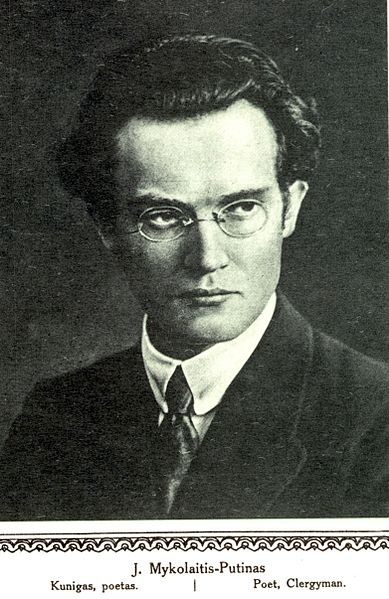 J. Mykolaitis-Putinas
Kunigas, poetas. | Poet, Clergyman.